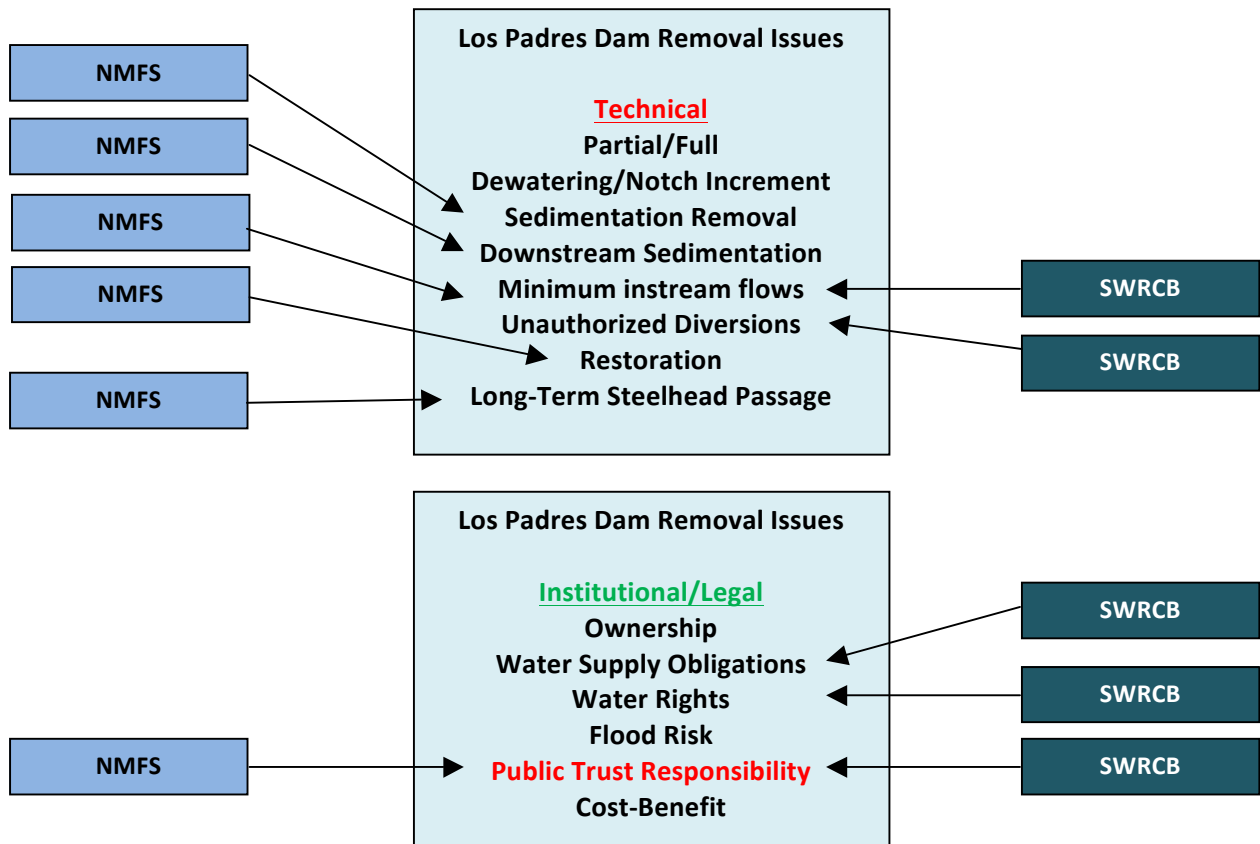 Los Padres Dam Removal Issues
NMFS
Technical
Partial/Full
NMFS
Dewatering/Notch Increment
Sedimentation Removal
NMFS
Downstream Sedimentation
Minimum instream flows
SWRCB
NMFS
Unauthorized Diversions
Restoration
SWRCB
Long-Term Steelhead Passage
NMFS
Los Padres Dam Removal Issues
Institutional/Legal
SWRCB
Ownership
Water Supply Obligations
Water Rights
SWRCB
Flood Risk
NMFS
Public Trust Responsibility
SWRCB
Cost-Benefit